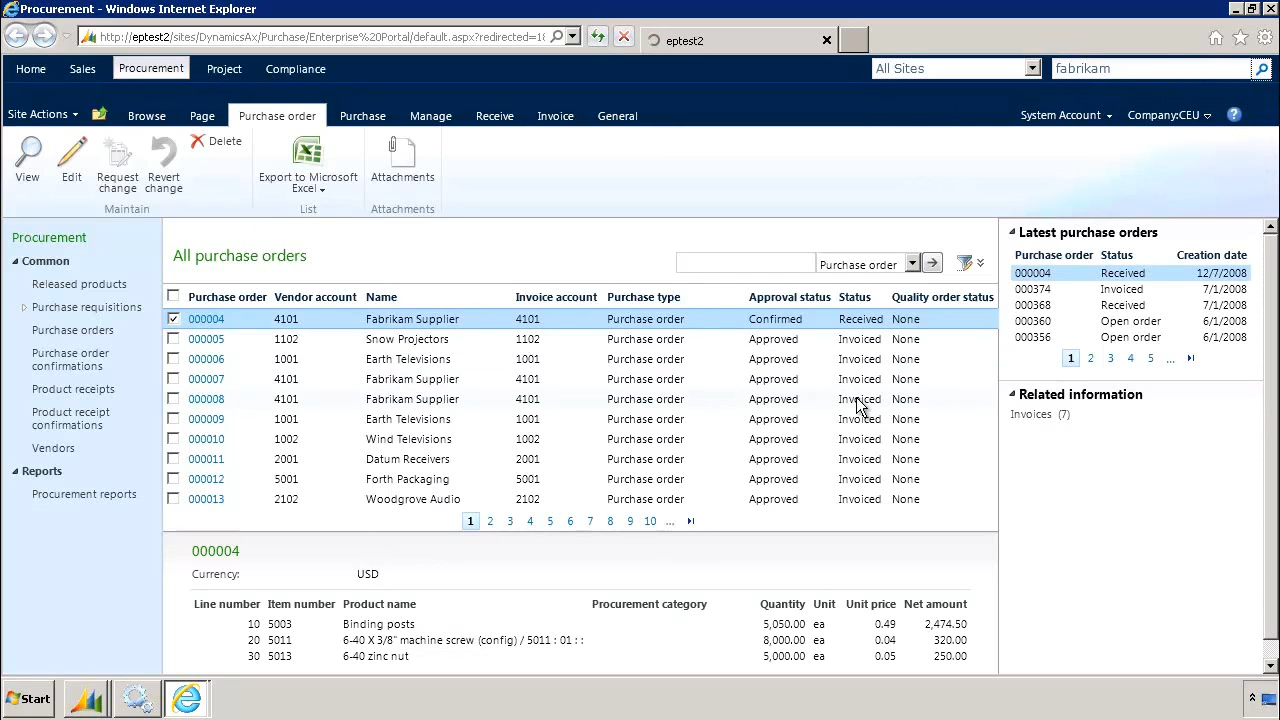 Procurement - Windows Internet Explorer
http://eptest2/sites/DynamicsAx/Purchase/Enterprise%20Portal/default.aspx?redirected=1
eptest2
Home Sales Procurement Project Compliance
All Sites
fabrikam
Site Actions
Browse Page Purchase order Purchase Manage Receive Invoice General
System Account
Company:CEU
View
Edit
Request change
Revert change
Delete
Maintain
Export to Microsoft Excel
List
Attachments
Attachments
Procurement
Common
Released products
Purchase requisitions
Purchase orders
Purchase order confirmations
Product receipts
Product receipt confirmations
Vendors
Reports
Procurement reports
All purchase orders
Purchase order
Purchase order Vendor account Name Invoice account Purchase type Approval status Status Quality order status
000004 4101 Fabrikam Supplier 4101 Purchase order Confirmed Received None
000005 1102 Snow Projectors 1102 Purchase order Approved Invoiced None
000006 1001 Earth Televisions 1001 Purchase order Approved Invoiced None
000007 4101 Fabrikam Supplier 4101 Purchase order Approved Invoiced None
000008 4101 Fabrikam Supplier 4101 Purchase order Approved Invoiced None
000009 1001 Earth Televisions 1001 Purchase order Approved Invoiced None
000010 1002 Wind Televisions 1002 Purchase order Approved Invoiced None
000011 2001 Datum Receivers 2001 Purchase order Approved Invoiced None
000012 5001 Forth Packaging 5001 Purchase order Approved Invoiced None
000013 2102 Woodgrove Audio 2102 Purchase order Approved Invoiced None
1 2 3 4 5 6 7 8 9 10 ...
000004
Currency: USD
Line number Item number Product name Procurement category Quantity Unit Unit price Net amount
10 5003 Binding posts 5,050.00 ea 0.49 2,474.50
20 5011 6-40 X 3/8" machine screw (config) / 5011 : 01 : : 8,000.00 ea 0.04 320.00
30 5013 6-40 zinc nut 5,000.00 ea 0.05 250.00
Latest purchase orders
Purchase order Status Creation date
000004 Received 12/7/2008
000374 Invoiced 7/1/2008
000368 Received 7/1/2008
000360 Open order 6/1/2008
000356 Open order 6/1/2008
1 2 3 4 5 ...
Related information
Invoices (7)
Start